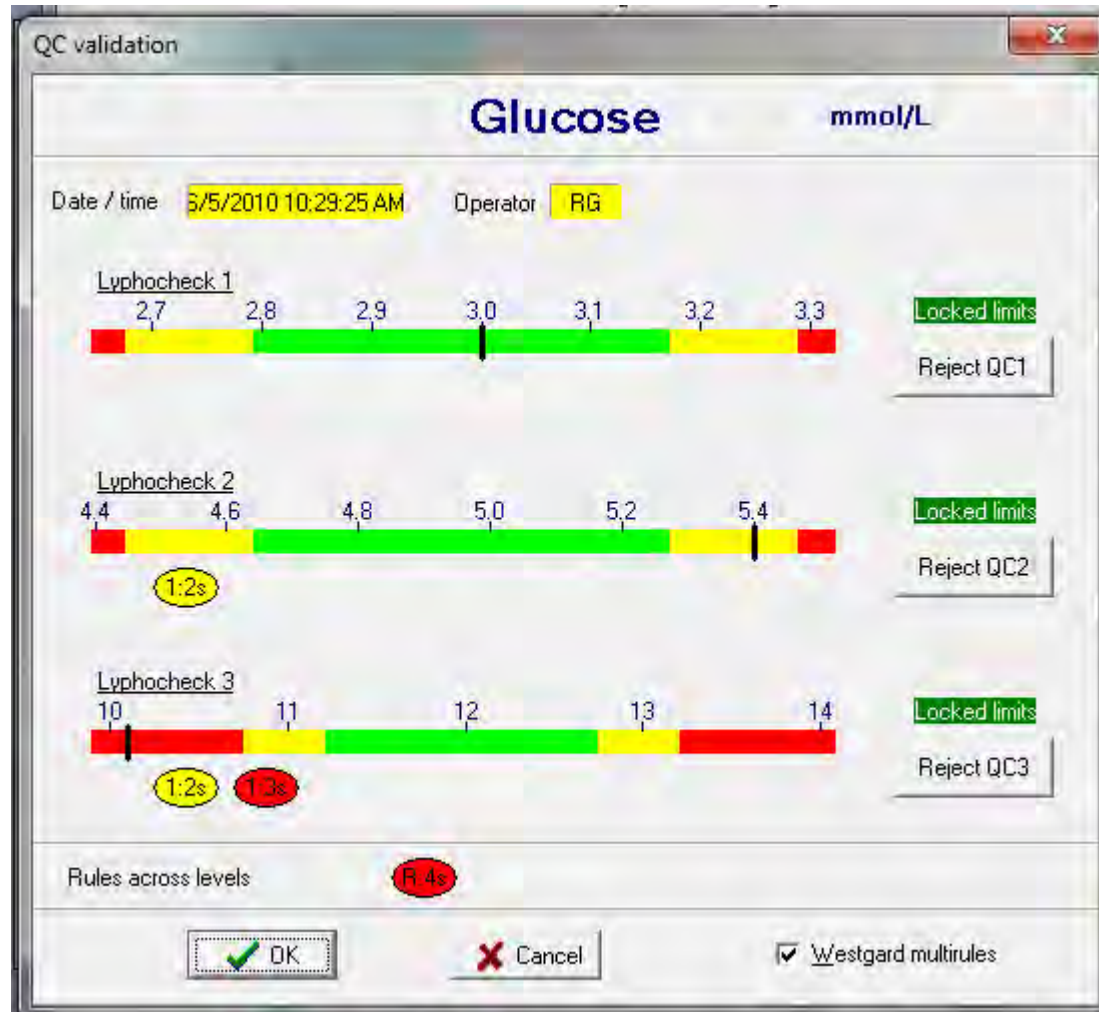 QC validation
Glucose mmol/L
Date / time 5/5/2010 10:29:25 AM Operator RG
Lyphocheck 1
2,7 2,8 2,9 3,0 3,1 3,2 3,3 Locked limits
Reject QC1
Lyphocheck 2
4,4 4,6 4,8 5,0 5,2 5,4 Locked limits
Reject QC2
1:2s
Lyphocheck 3
10 11 12 13 14 Locked limits
Reject QC3
1:2s 1:3s
Rules across levels R:4s
OK Cancel Westgard multirules